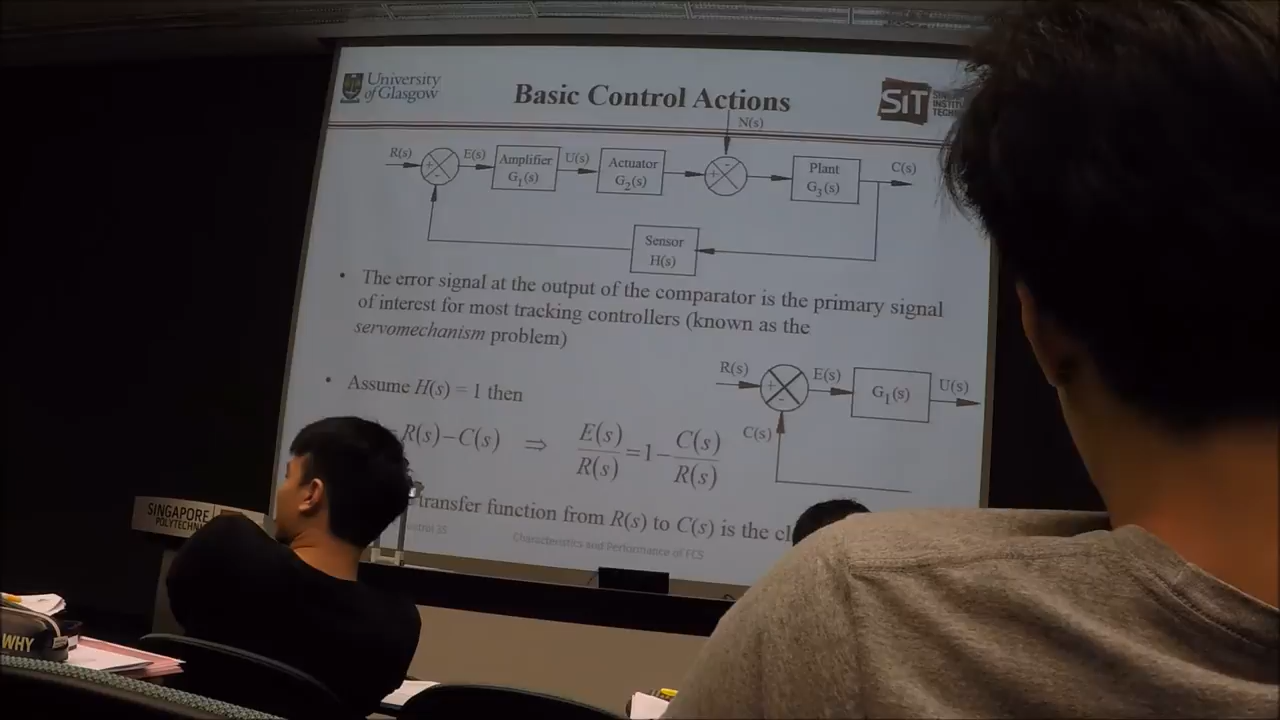 University
of Glasgow
Basic Control Actions
SiT
N(s)
R(s)
E(s)
Amplifier
G₁(s)
U(s)
Actuator
G₂(s)
Plant
G₃(s)
C(s)
+
-
+
-
Sensor
H(s)
• The error signal at the output of the comparator is the primary signal
of interest for most tracking controllers (known as the
servomechanism problem)
• Assume H(s) = 1 then
R(s)
E(s)
G₁(s)
U(s)
+
-
C(s)
R(s)–C(s) ⇒ E(s)/R(s) = 1 – C(s)/R(s)
transfer function from R(s) to C(s) is the
35
Characteristics and Performance of FCS
SINGAPORE
WHY